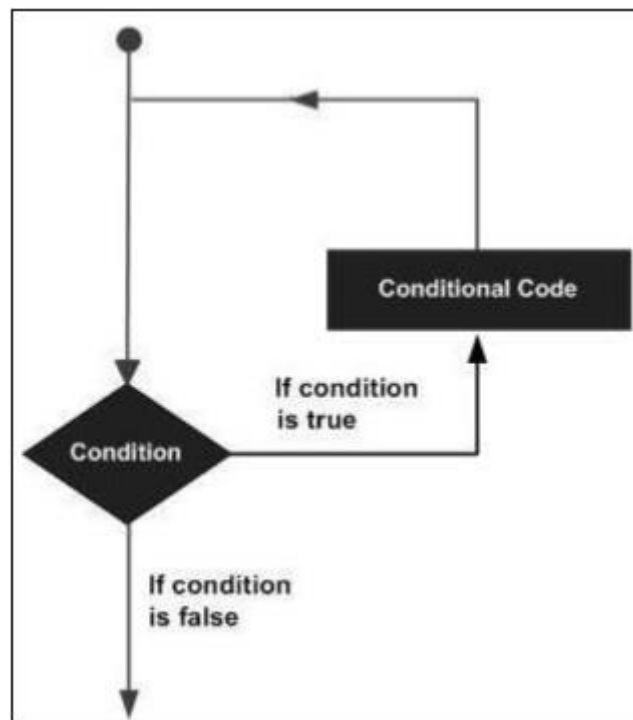 Conditional Code
If condition
is true
Condition
If condition
is false